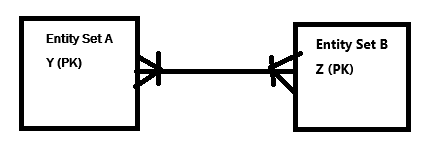 Entity Set A
Y (PK)
Entity Set B
Z (PK)